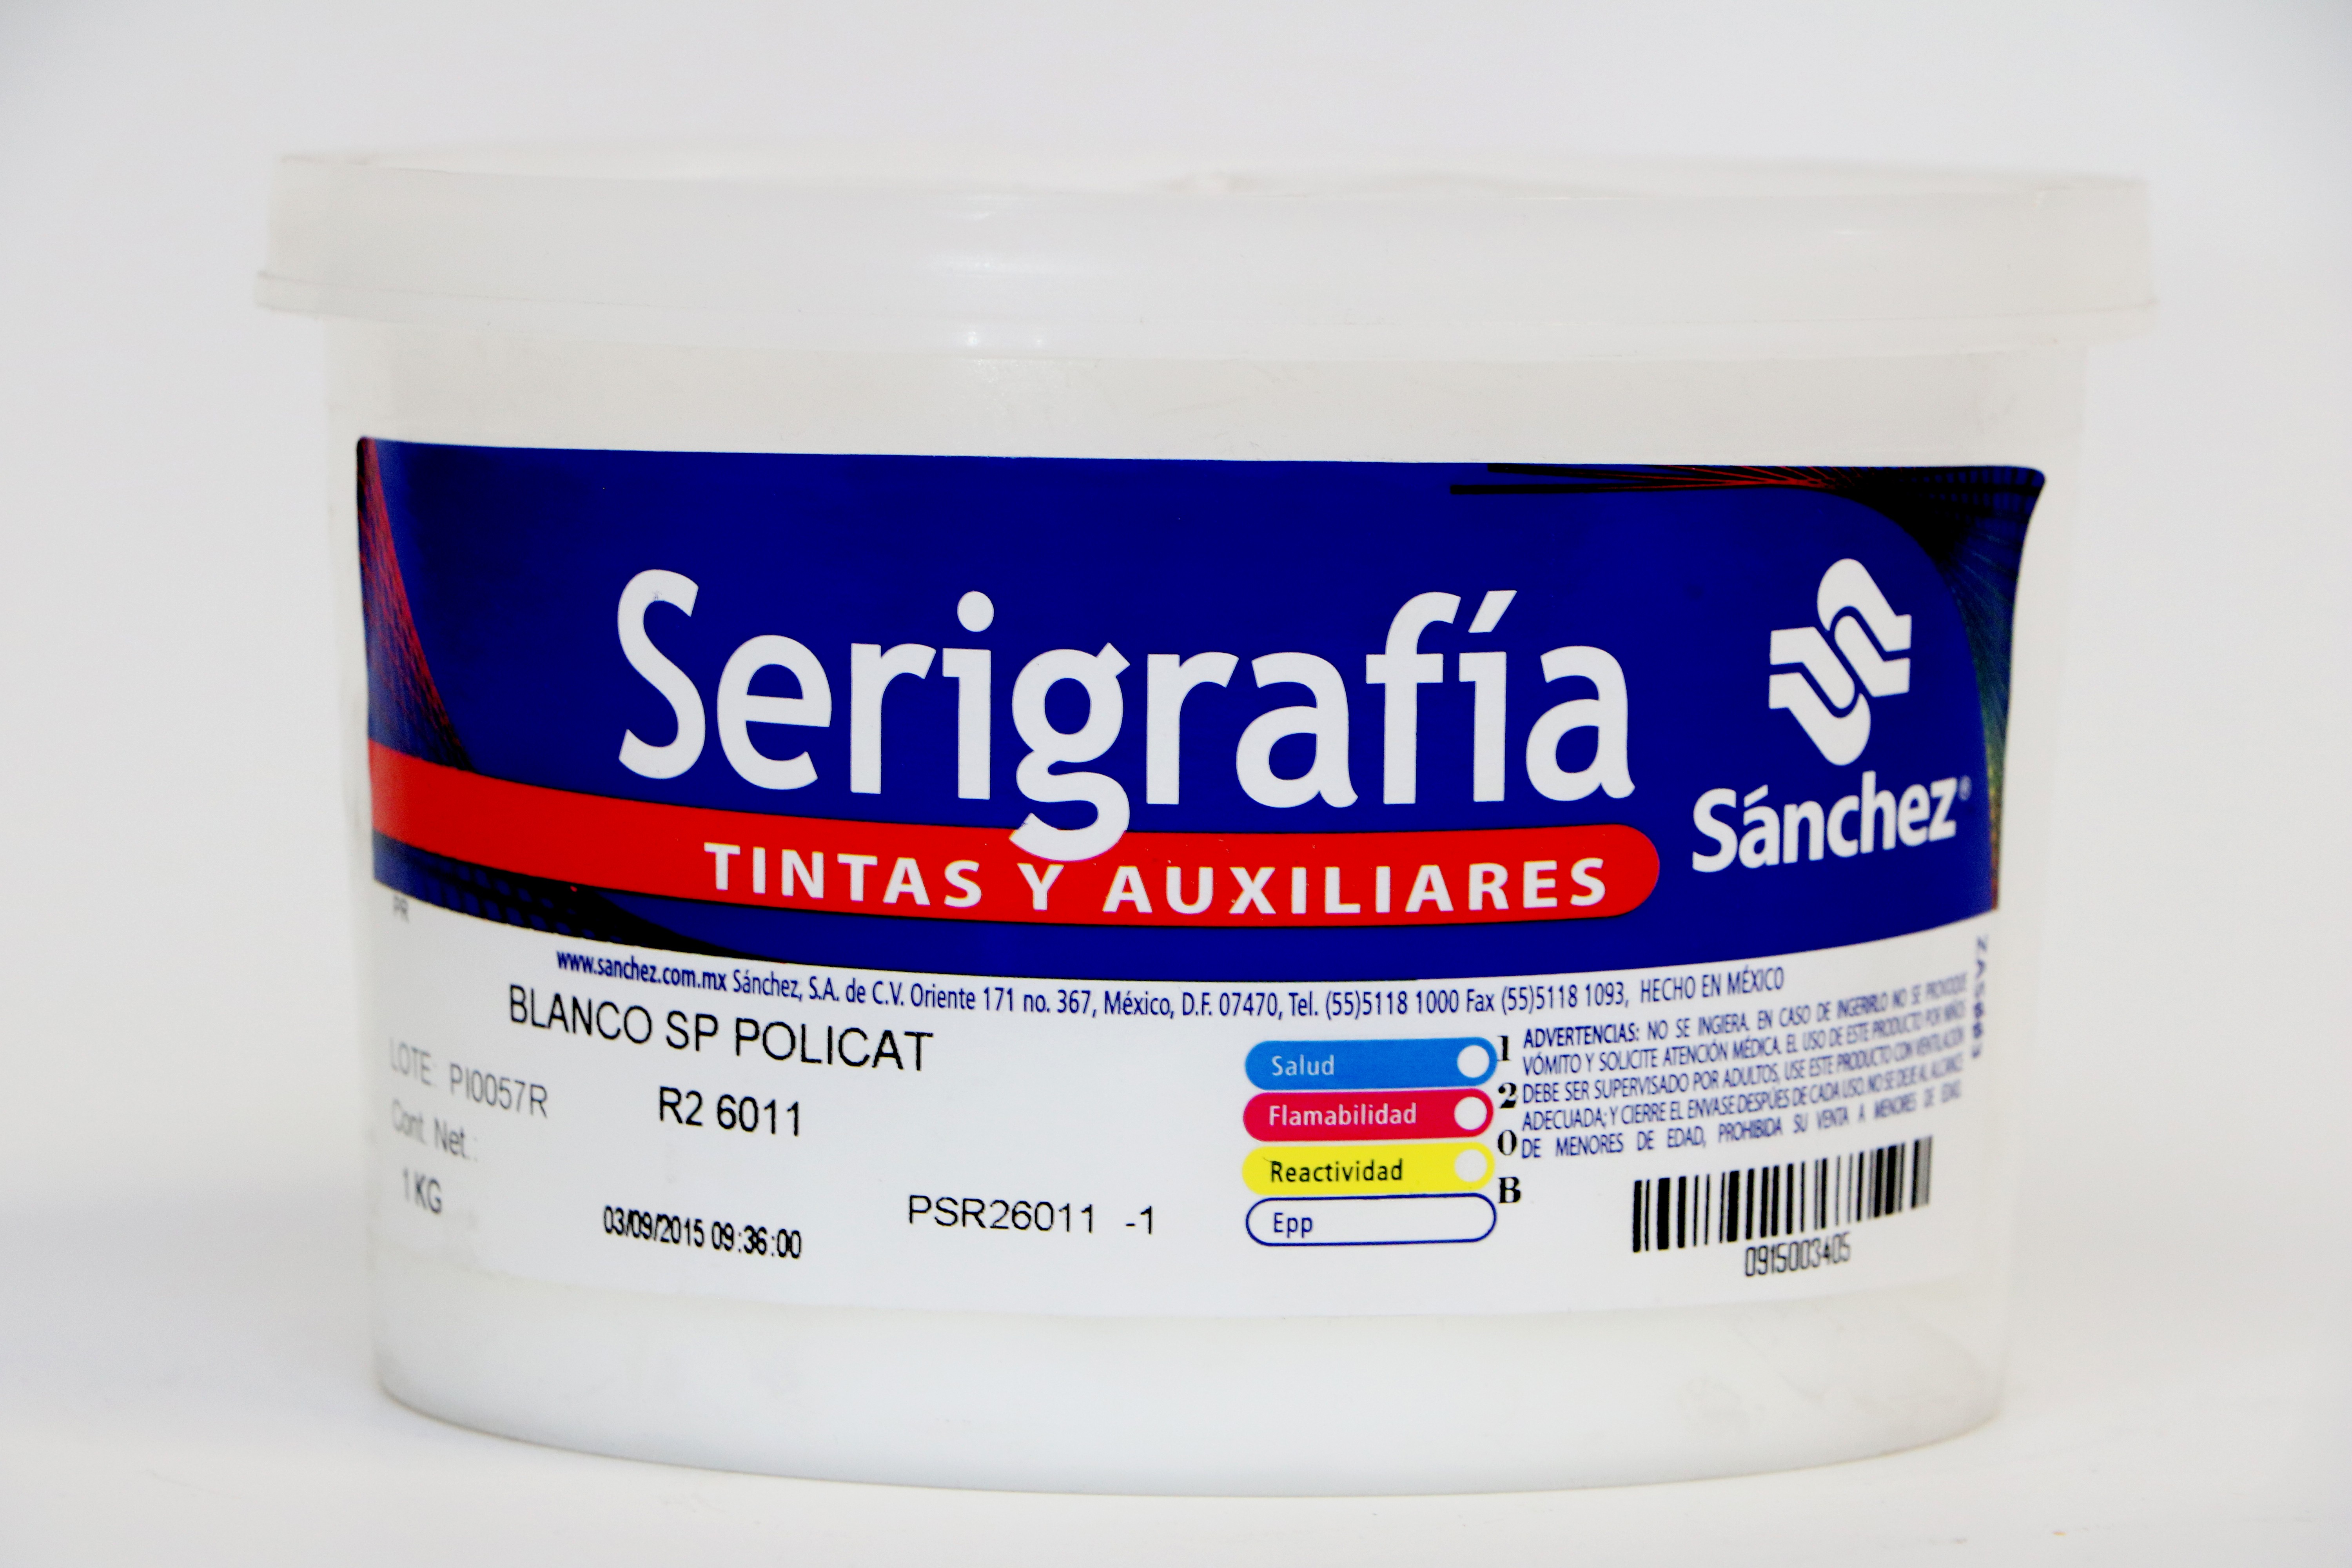 Serigrafía
Sánchez®
TINTAS Y AUXILIARES
PR
www.sanchez.com.mx Sánchez, S.A. de C.V. Oriente 171 no. 367, México, D.F. 07470, Tel. (55)5118 1000 Fax (55)5118 1093, HECHO EN MÉXICO
BLANCO SP POLICAT
LOTE: PI0057R
R2 6011
Cont. Net.:
1 KG
03/09/2015 09:36:00
PSR26011 -1
Salud 1
Flamabilidad 2
Reactividad 0
Epp B
ADVERTENCIAS: NO SE INGIERA. EN CASO DE INGERIRLO NO SE PROVOQUE
VÓMITO Y SOLICITE ATENCIÓN MÉDICA. EL USO DE ESTE PRODUCTO POR NIÑOS
DEBE SER SUPERVISADO POR ADULTOS, USE ESTE PRODUCTO CON VENTILACION
ADECUADA; Y CIERRE EL ENVASE DESPÚES DE CADA USO. NO SE DEJE AL ALCANCE
DE MENORES DE EDAD, PROHIBIDA SU VENTA A MENORES DE EDAD.
0915003405